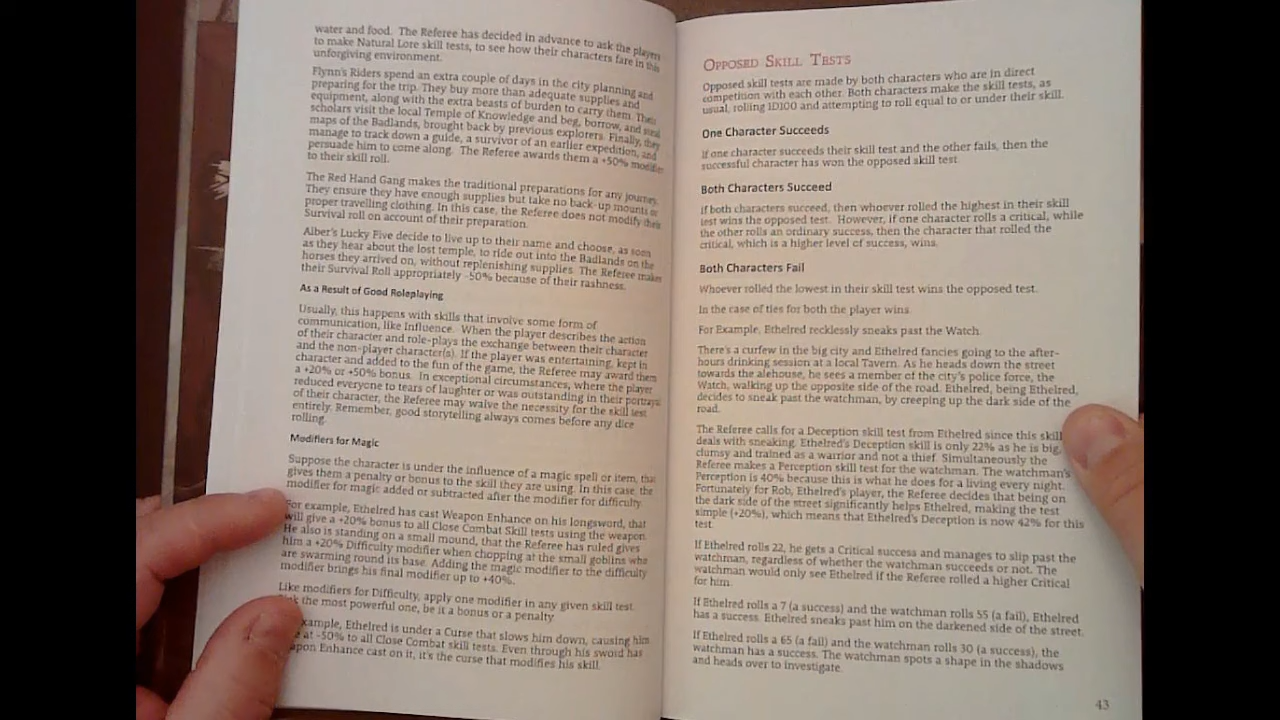 water and food. The Referee has decided in advance to ask the players
to make Natural Lore skill tests, to see how their characters fare in this
unforgiving environment.
Flynn's Riders spend an extra couple of days in the city planning and
preparing for the trip. They buy more than adequate supplies and
equipment, along with the extra beasts of burden to carry them. Their
scholars visit the local Temple of Knowledge and beg, borrow, and steal
maps of the Badlands, brought back by previous explorers. Finally, they
manage to track down a guide, a survivor of an earlier expedition, and
persuade him to come along. The Referee awards them a +50% modifier
to their skill roll.
The Red Hand Gang makes the traditional preparations for any journey.
They ensure they have enough supplies but take no back-up mounts or
proper travelling clothing. In this case, the Referee does not modify their
Survival roll on account of their preparation.
Alber's Lucky Five decide to live up to their name and choose, as soon
as they hear about the lost temple, to ride out into the Badlands on the
horses they arrived on, without replenishing supplies. The Referee makes
their Survival Roll appropriately -50% because of their rashness.
As a Result of Good Roleplaying
Usually, this happens with skills that involve some form of
communication, like Influence. When the player describes the action
of their character and role-plays the exchange between their character
and the non-player character(s). If the player was entertaining, kept in
character and added to the fun of the game, the Referee may award them
a +20% or +50% bonus. In exceptional circumstances, where the player
reduced everyone to tears of laughter or was outstanding in their portrayal
of their character, the Referee may waive the necessity for the skill test
entirely. Remember, good storytelling always comes before any dice
rolling.
Modifiers for Magic
Suppose the character is under the influence of a magic spell or item, that
gives them a penalty or bonus to the skill they are using. In this case, the
modifier for magic added or subtracted after the modifier for difficulty.
For example, Ethelred has cast Weapon Enhance on his longsword, that
will give a +20% bonus to all Close Combat Skill tests using the weapon.
He also is standing on a small mound, that the Referee has ruled gives
him a +20% Difficulty modifier when chopping at the small goblins who
are swarming round its base. Adding the magic modifier to the difficulty
modifier brings his final modifier up to +40%.
Like modifiers for Difficulty, apply one modifier in any given skill test.
the most powerful one, be it a bonus or a penalty.
example, Ethelred is under a Curse that slows him down, causing him
at -50% to all Close Combat skill tests. Even through his sword has
apon Enhance cast on it, it's the curse that modifies his skill.
OPPOSED SKILL TESTS
Opposed skill tests are made by both characters who are in direct
competition with each other. Both characters make the skill tests, as
usual, rolling 1D100 and attempting to roll equal to or under their skill.
One Character Succeeds
If one character succeeds their skill test and the other fails, then the
successful character has won the opposed skill test.
Both Characters Succeed
If both characters succeed, then whoever rolled the highest in their skill
test wins the opposed test. However, if one character rolls a critical, while
the other rolls an ordinary success, then the character that rolled the
critical, which is a higher level of success, wins.
Both Characters Fail
Whoever rolled the lowest in their skill test wins the opposed test.
In the case of ties for both the player wins.
For Example, Ethelred recklessly sneaks past the Watch.
There's a curfew in the big city and Ethelred fancies going to the after-
hours drinking session at a local Tavern. As he heads down the street
towards the alehouse, he sees a member of the city's police force, the
Watch, walking up the opposite side of the road. Ethelred, being Ethelred,
decides to sneak past the watchman, by creeping up the dark side of the
road.
The Referee calls for a Deception skill test from Ethelred since this skill
deals with sneaking. Ethelred's Deception skill is only 22% as he is big,
clumsy and trained as a warrior and not a thief. Simultaneously the
Referee makes a Perception skill test for the watchman. The watchman's
Perception is 40% because this is what he does for a living every night.
Fortunately for Rob, Ethelred's player, the Referee decides that being on
the dark side of the street significantly helps Ethelred, making the test
simple (+20%), which means that Ethelred's Deception is now 42% for this
test.
If Ethelred rolls 22, he gets a Critical success and manages to slip past the
watchman, regardless of whether the watchman succeeds or not. The
watchman would only see Ethelred if the Referee rolled a higher Critical
for him.
If Ethelred rolls a 7 (a success) and the watchman rolls 55 (a fail), Ethelred
has a success. Ethelred sneaks past him on the darkened side of the street.
If Ethelred rolls a 65 (a fail) and the watchman rolls 30 (a success), the
watchman has a success. The watchman spots a shape in the shadows
and heads over to investigate.
43